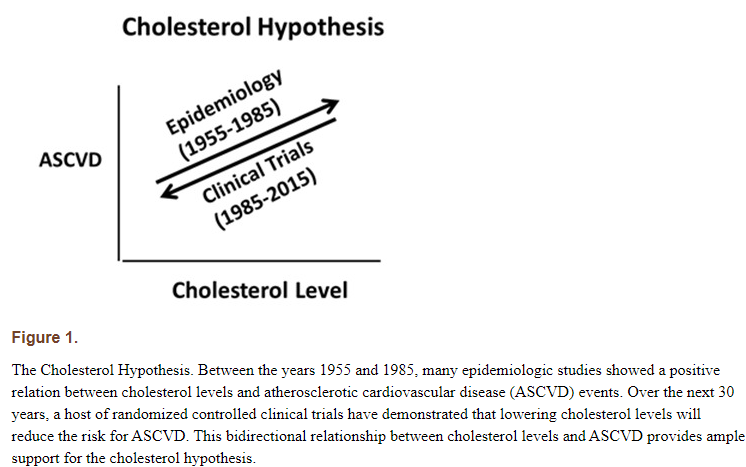 Cholesterol Hypothesis
Epidemiology
(1955-1985)
ASCVD
Clinical Trials
(1985-2015)
Cholesterol Level
Figure 1.
The Cholesterol Hypothesis. Between the years 1955 and 1985, many epidemiologic studies showed a positive
relation between cholesterol levels and atherosclerotic cardiovascular disease (ASCVD) events. Over the next 30
years, a host of randomized controlled clinical trials have demonstrated that lowering cholesterol levels will
reduce the risk for ASCVD. This bidirectional relationship between cholesterol levels and ASCVD provides ample
support for the cholesterol hypothesis.